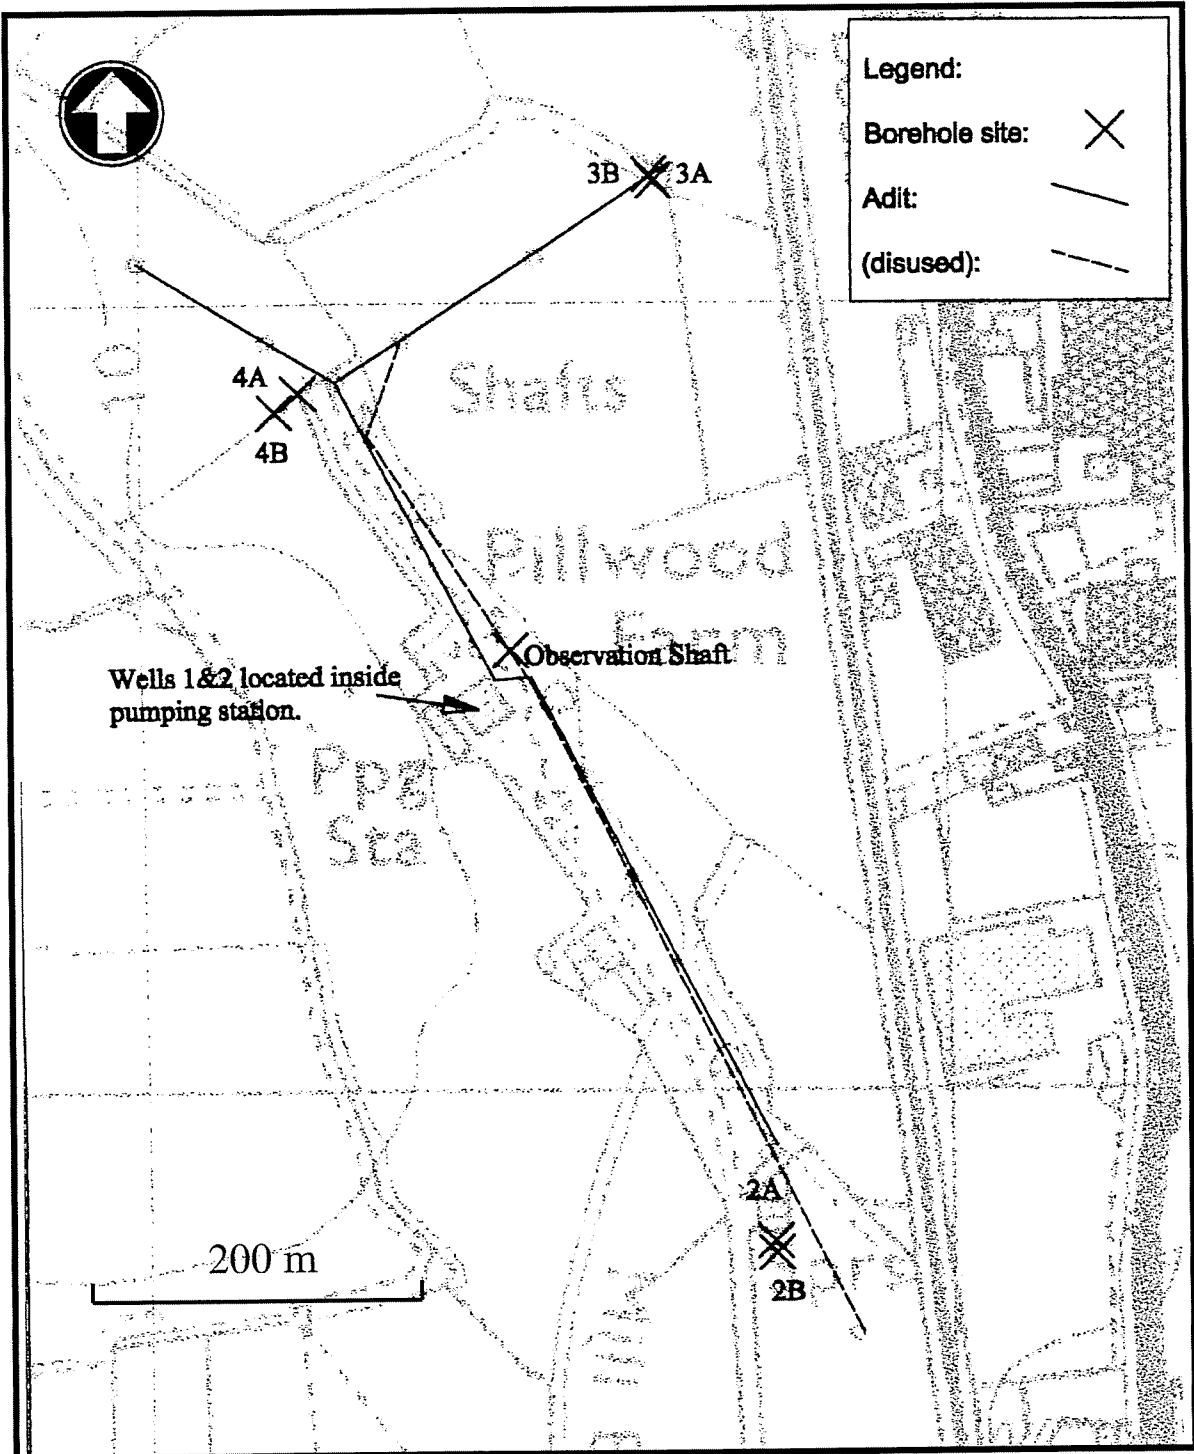 Legend:
Borehole site:
Adit:
(disused):
3B 3A
Shafts
4A
4B
Pillwood
Farm
Observation Shaft
Wells 1&2 located inside
pumping station.
Ppg
Sta
2A
200 m
2B